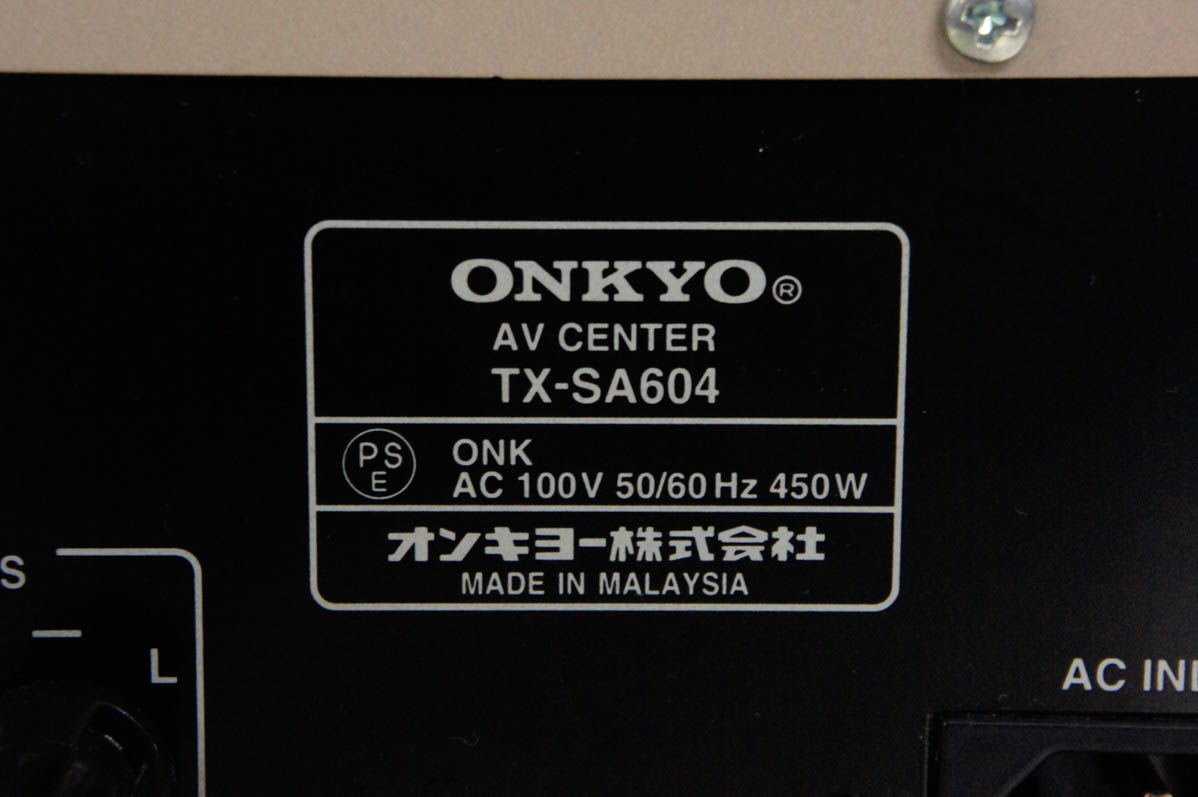 ONKYO®
AV CENTER
TX-SA604
PS
E
ONK
AC 100V 50/60Hz 450W
オンキヨー株式会社
MADE IN MALAYSIA
S
L
AC